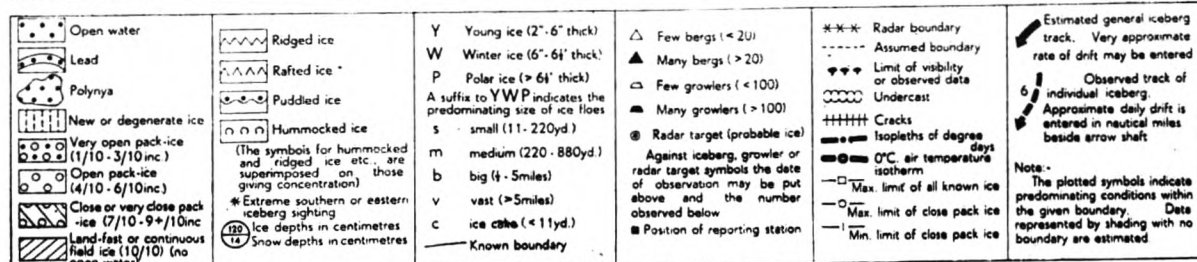 Open water
Lead
Polynya
New or degenerate ice
Very open pack-ice
(1/10 - 3/10 inc.)
Open pack-ice
(4/10 - 6/10 inc.)
Close or very close pack
-ice (7/10 - 9+/10 inc
Land-fast or continuous
field ice (10/10) (no
open water)
Ridged ice
Rafted ice
Puddled ice
Hummocked ice
(The symbols for hummocked
and ridged ice etc., are
superimposed on those
giving concentration)
* Extreme southern or eastern
iceberg sighting
120 Ice depths in centimetres
14 Snow depths in centimetres
Y Young ice (2"-6" thick)
W Winter ice (6"-6½' thick)
P Polar ice (> 6½' thick)
A suffix to YWP indicates the
predominating size of ice floes
s small (11 - 220yd.)
m medium (220 - 880yd.)
b big (½ - 5miles)
v vast (>5miles)
c ice cake (<11yd.)
Known boundary
Few bergs (< 20)
Many bergs (> 20)
Few growlers (<100)
Many growlers (> 100)
Radar target (probable ice)
Against iceberg, growler or
radar target symbols the date
of observation may be put
above and the number
observed below
Position of reporting station
Radar boundary
Assumed boundary
Limit of visibility
or observed data
Undercast
Cracks
Isopleths of degree
days
0°C. air temperature
isotherm
Max. limit of all known ice
Max. limit of close pack ice
Min. limit of close pack ice
Estimated general iceberg
track. Very approximate
rate of drift may be entered
6 Observed track of
individual iceberg.
Approximate daily drift is
entered in nautical miles
beside arrow shaft
Note:-
The plotted symbols indicate
predominating conditions within
the given boundary. Data
represented by shading with no
boundary are estimated